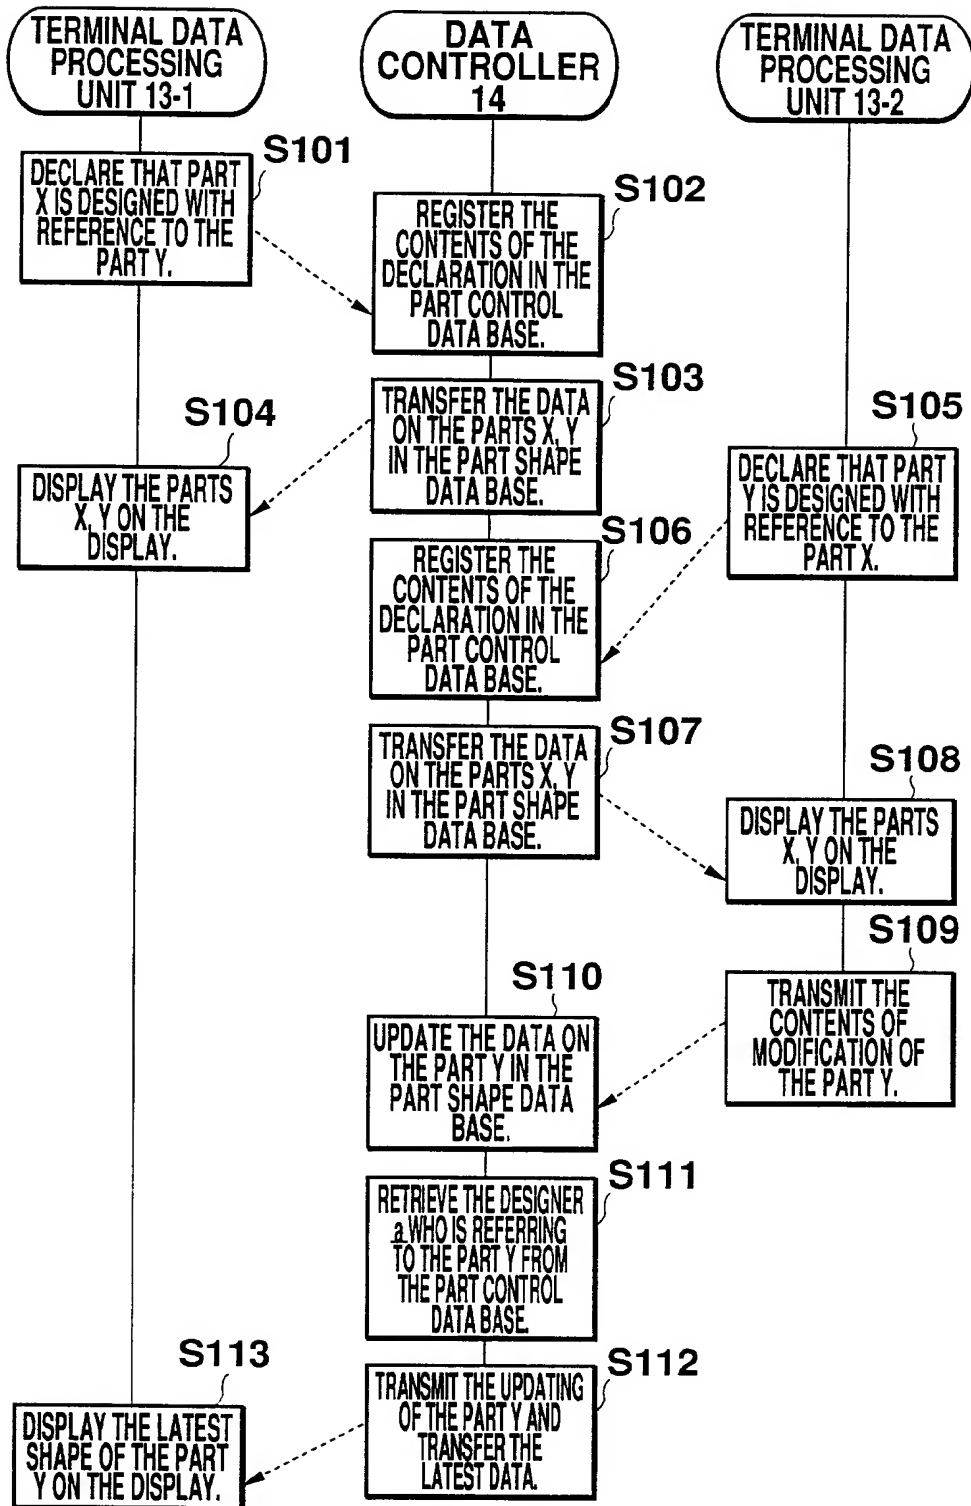 TERMINAL DATA
PROCESSING
UNIT 13-1
DATA
CONTROLLER
14
TERMINAL DATA
PROCESSING
UNIT 13-2
S101
DECLARE THAT PART
X IS DESIGNED WITH
REFERENCE TO THE
PART Y.
S102
REGISTER THE
CONTENTS OF THE
DECLARATION IN THE
PART CONTROL
DATA BASE.
S103
TRANSFER THE DATA
ON THE PARTS X, Y
IN THE PART SHAPE
DATA BASE.
S104
DISPLAY THE PARTS
X, Y ON THE
DISPLAY.
S105
DECLARE THAT PART
Y IS DESIGNED WITH
REFERENCE TO THE
PART X.
S106
REGISTER THE
CONTENTS OF THE
DECLARATION IN THE
PART CONTROL
DATA BASE.
S107
TRANSFER THE DATA
ON THE PARTS X, Y
IN THE PART SHAPE
DATA BASE.
S108
DISPLAY THE PARTS
X, Y ON THE
DISPLAY.
S109
TRANSMIT THE
CONTENTS OF
MODIFICATION OF
THE PART Y.
S110
UPDATE THE DATA ON
THE PART Y IN THE
PART SHAPE DATA
BASE.
S111
RETRIEVE THE DESIGNER
a WHO IS REFERRING
TO THE PART Y FROM
THE PART CONTROL
DATA BASE.
S112
TRANSMIT THE UPDATING
OF THE PART Y AND
TRANSFER THE
LATEST DATA.
S113
DISPLAY THE LATEST
SHAPE OF THE PART
Y ON THE DISPLAY.